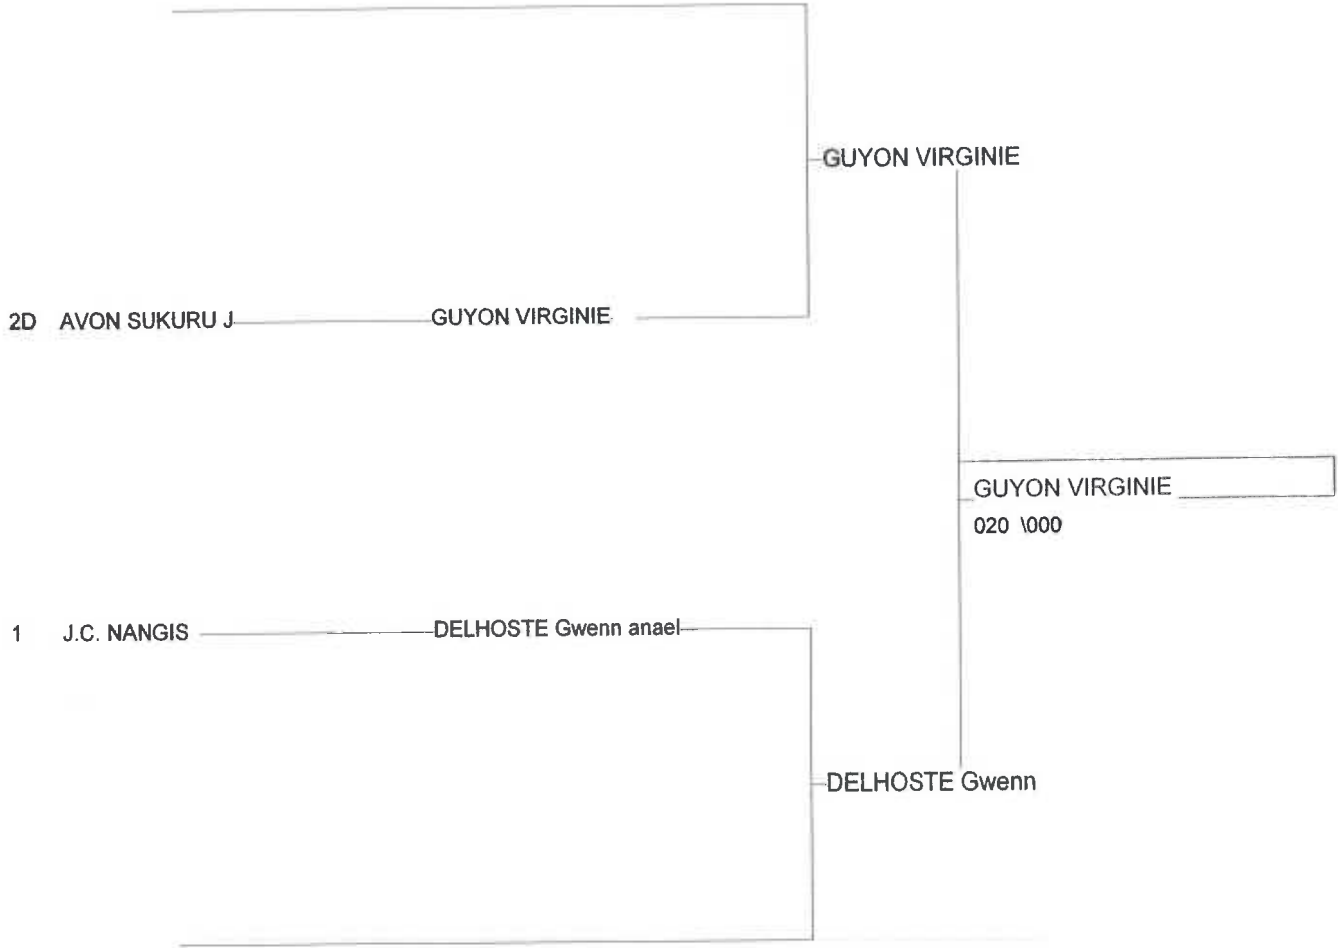 GUYON VIRGINIE
2D AVON SUKURU J GUYON VIRGINIE
GUYON VIRGINIE
020 \000
1 J.C. NANGIS DELHOSTE Gwenn anael
DELHOSTE Gwenn